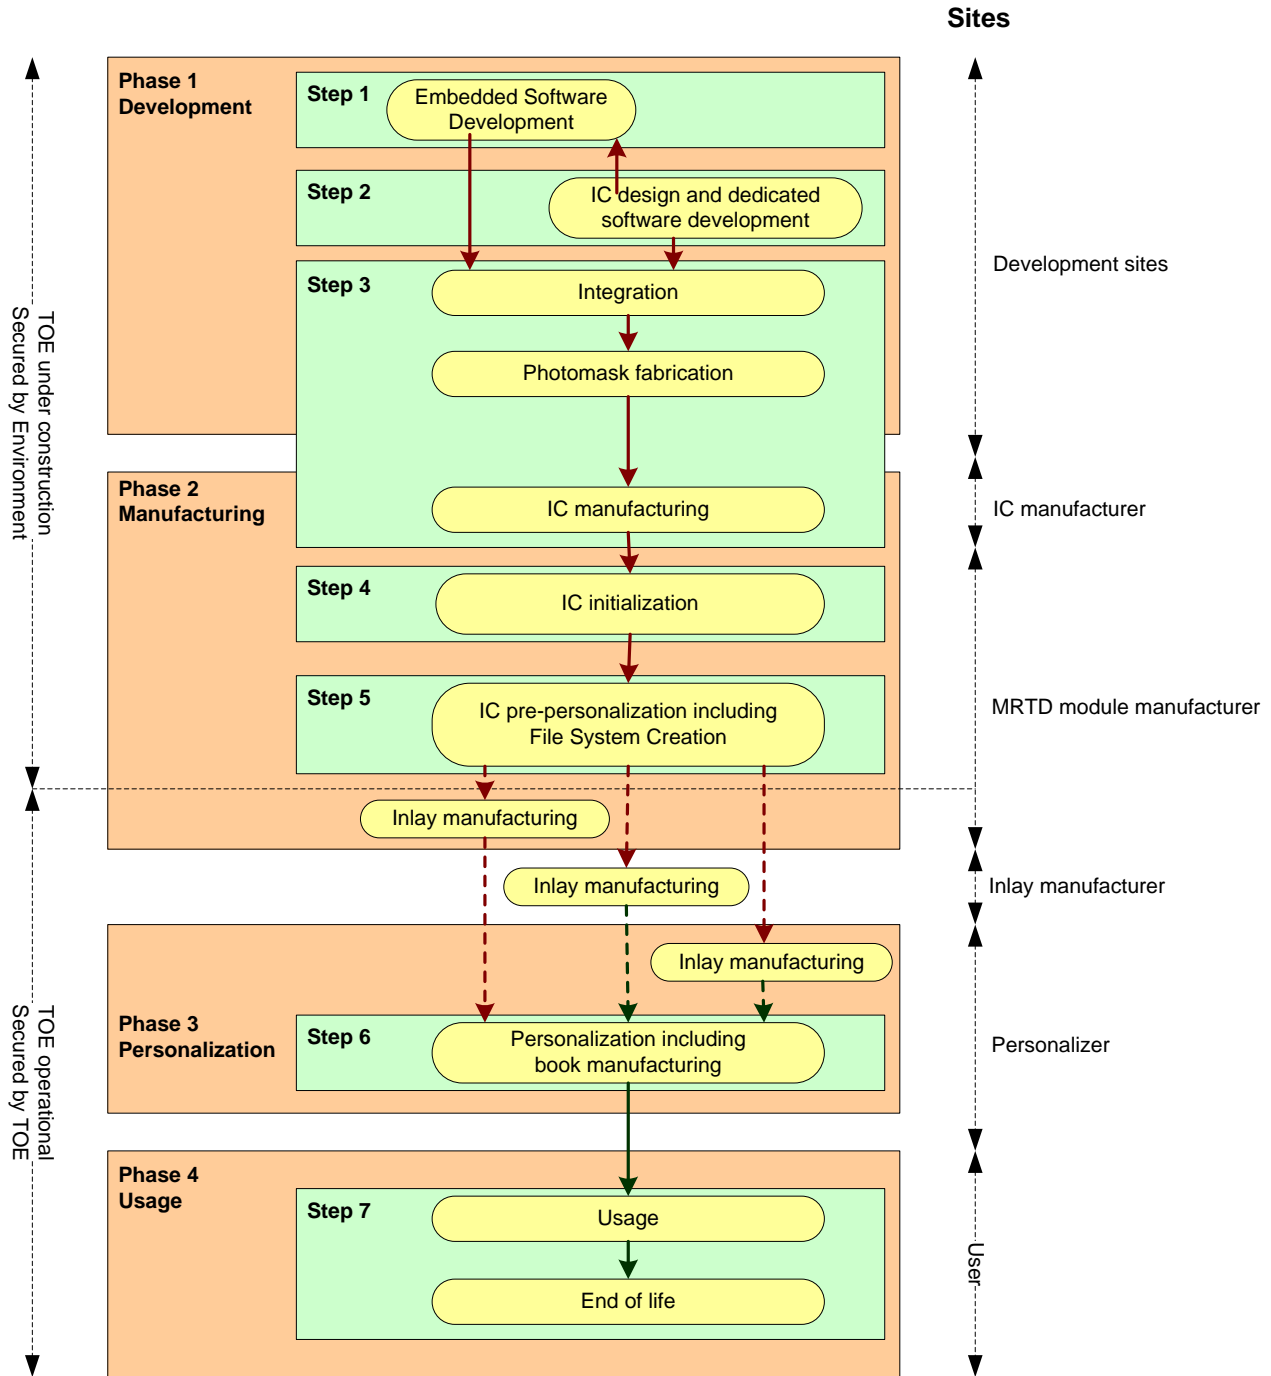 Sites
Phase 1
Development
Step 1
Embedded Software
Development
Step 2
IC design and dedicated
software development
Step 3
Integration
Development sites
Photomask fabrication
TOE under construction
Secured by Environment
Phase 2
Manufacturing
IC manufacturing
IC manufacturer
Step 4
IC initialization
Step 5
IC pre-personalization including
File System Creation
MRTD module manufacturer
Inlay manufacturing
Inlay manufacturing
Inlay manufacturer
Inlay manufacturing
TOE operational
Secured by TOE
Phase 3
Personalization
Step 6
Personalization including
book manufacturing
Personalizer
Phase 4
Usage
Step 7
Usage
User
End of life